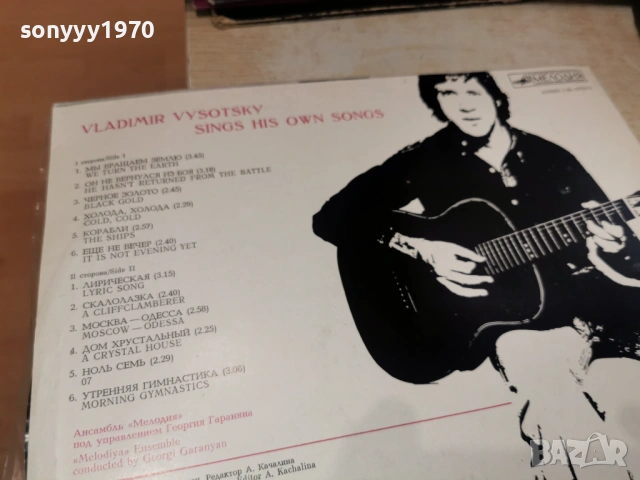 sonyyy1970
МЕЛОДИЯ
VLADIMIR VYSOTSKY
SINGS HIS OWN SONGS
I сторона/Side I
1. МЫ ВРАЩАЕМ ЗЕМЛЮ (3.45)
WE TURN THE EARTH
2. ОН НЕ ВЕРНУЛСЯ ИЗ БОЯ (3.18)
HE HASN'T RETURNED FROM THE BATTLE
3. ЧЕРНОЕ ЗОЛОТО (2.45)
BLACK GOLD
4. ХОЛОДА, ХОЛОДА (2.29)
COLD, COLD
5. КОРАБЛИ (2.52)
THE SHIPS
6. ЕЩЕ НЕ ВЕЧЕР (2.40)
IT IS NOT EVENING YET
II сторона/Side II
1. ЛИРИЧЕСКАЯ (3.15)
LYRIC SONG
2. СКАЛОЛАЗКА (2.40)
A CLIFFCLAMBERER
3. МОСКВА — ОДЕССА (2.58)
MOSCOW — ODESSA
4. ДОМ ХРУСТАЛЬНЫЙ (2.25)
A CRYSTAL HOUSE
5. НОЛЬ СЕМЬ (2.29)
07
6. УТРЕННЯЯ ГИМНАСТИКА (3.06)
MORNING GYMNASTICS
Ансамбль «Мелодия»
под управлением Георгия Гараняна
«Melodiya» Ensemble
conducted by Georgi Garanyan
Редактор А. Качалина
Editor A. Kachalina
BAZAR